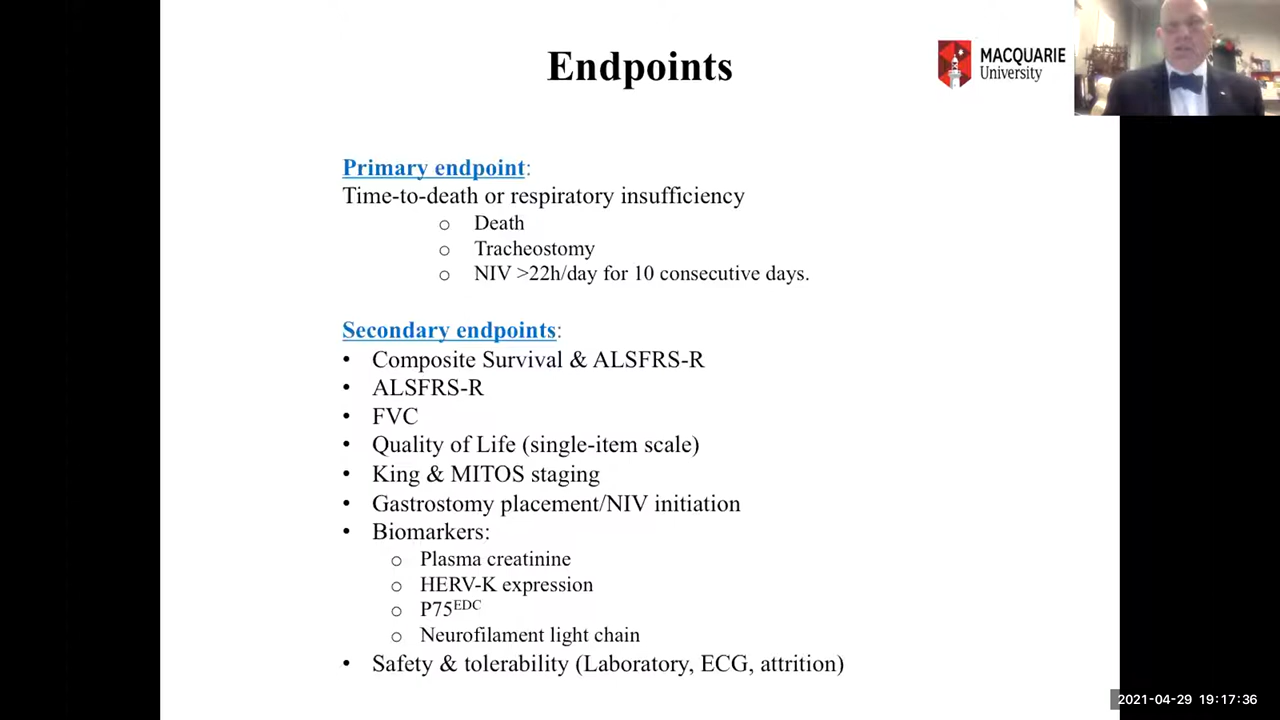 Endpoints
MACQUARIE
University
Primary endpoint:
Time-to-death or respiratory insufficiency
o Death
o Tracheostomy
o NIV >22h/day for 10 consecutive days.
Secondary endpoints:
• Composite Survival & ALSFRS-R
• ALSFRS-R
• FVC
• Quality of Life (single-item scale)
• King & MITOS staging
• Gastrostomy placement/NIV initiation
• Biomarkers:
o Plasma creatinine
o HERV-K expression
o P75ᴱᴰᶜ
o Neurofilament light chain
• Safety & tolerability (Laboratory, ECG, attrition)
2021-04-29 19:17:36